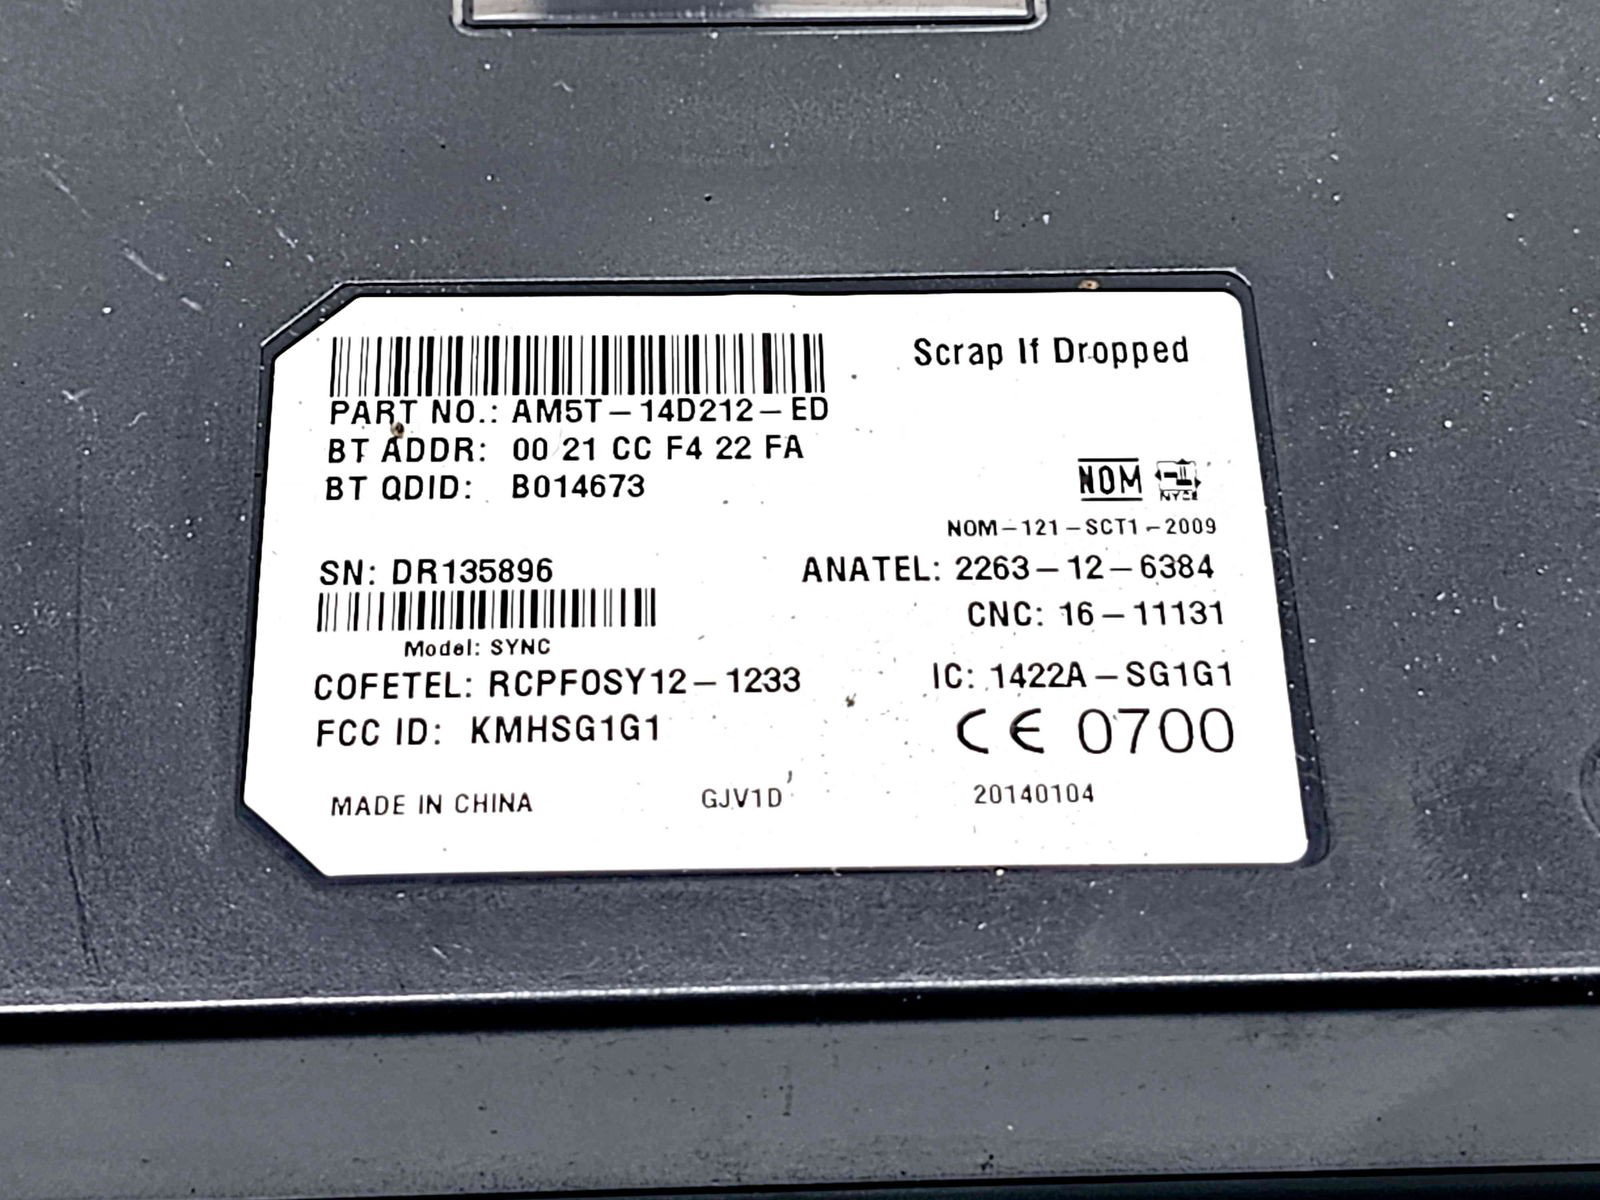 Scrap If Dropped
PART NO.: AM5T-14D212-ED
BT ADDR: 00 21 CC F4 22 FA
BT QDID: B014673
NOM
NYCE
NOM-121-SCT1-2009
SN: DR135896
ANATEL: 2263-12-6384
CNC: 16-11131
Model: SYNC
COFETEL: RCPFOSY12-1233
IC: 1422A-SG1G1
FCC ID: KMHSG1G1
CE 0700
MADE IN CHINA
GJV1D
20140104